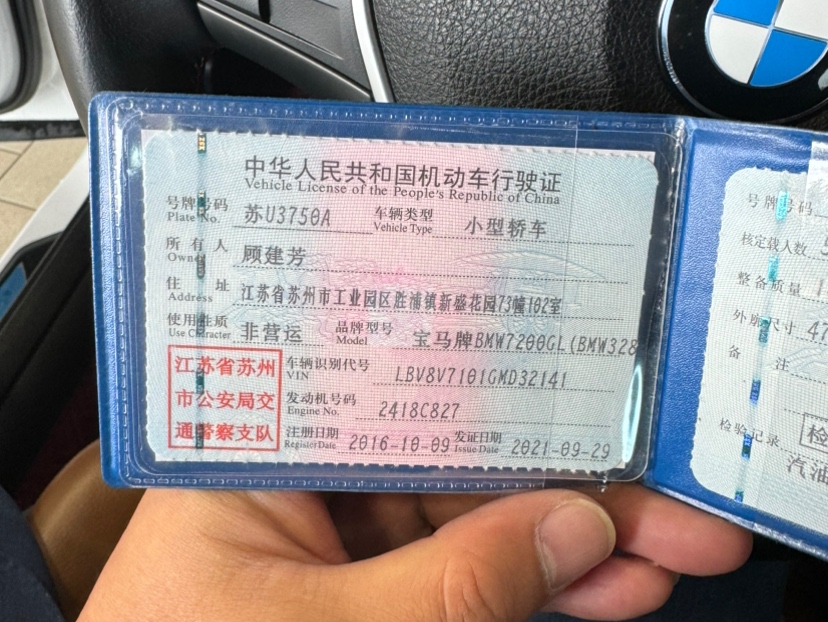 中华人民共和国机动车行驶证
Vehicle License of the People's Republic of China
号牌号码 苏U3750A 车辆类型 小型轿车
Plate No. Vehicle Type
所有人 顾建芳
Owner
住址 江苏省苏州市工业园区胜浦镇新盛花园73幢102室
Address
使用性质 非营运 品牌型号 宝马牌BMW7200GL(BMW328
Use Character Model
江苏省苏州
市公安局交
通警察支队
车辆识别代号 LBV8V7101GMD32141
VIN
发动机号码 2418C827
Engine No.
注册日期 2016-10-09 发证日期 2021-09-29
Register Date Issue Date
号牌号码
核定载人数 5
整备质量 1
外廓尺寸 47
备注
检验记录 检
汽油